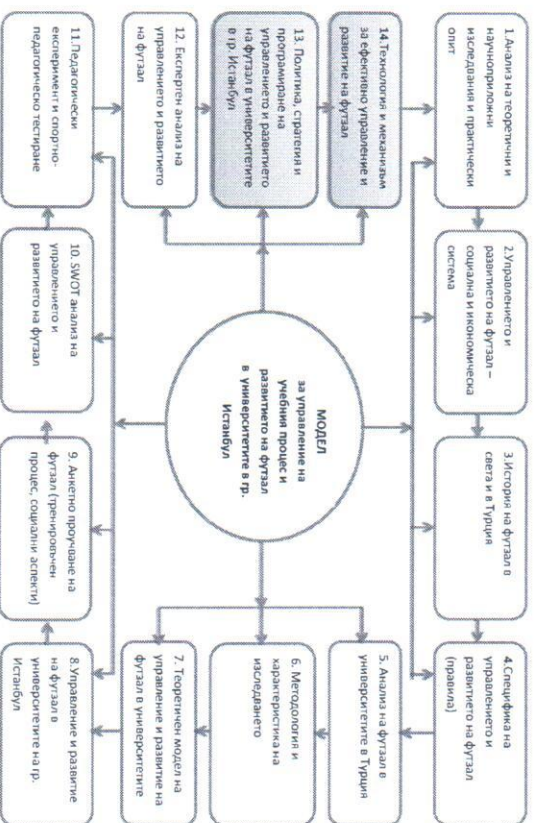 1.Анализ на теоретични и
научноприложни
изследвания и практически
опит
2.Управлението и
развитието на футзал –
социална и икономическа
система
3.История на футзал в
света и в Турция
4.Специфика на
управлението и
развитието на футзал
(правила)
5. Анализ на футзал в
университетите в Турция
6. Методология и
характеристика на
изследването
7. Теоретичен модел на
управление и развитие на
футзал в университетите
8.Управление и развитие
на футзал в
университетите на гр.
Истанбул
9. Анкетно проучване на
футзал (тренировъчен
процес, социални аспекти)
10. SWOT анализ на
управлението и
развитието на футзал
11.Педагогически
експеримент и спортно-
педагогическо тестиране
12. Експертен анализ на
управлението и развитието
на футзал
13. Политика, стратегия и
програмиране на
управлението и развитието
на футзал в университетите
в гр. Истанбул
14.Технология и механизъм
за ефективно управление и
развитие на футзал
МОДЕЛ
за управление на
учебния процес и
развитието на футзал
в университетите в гр.
Истанбул